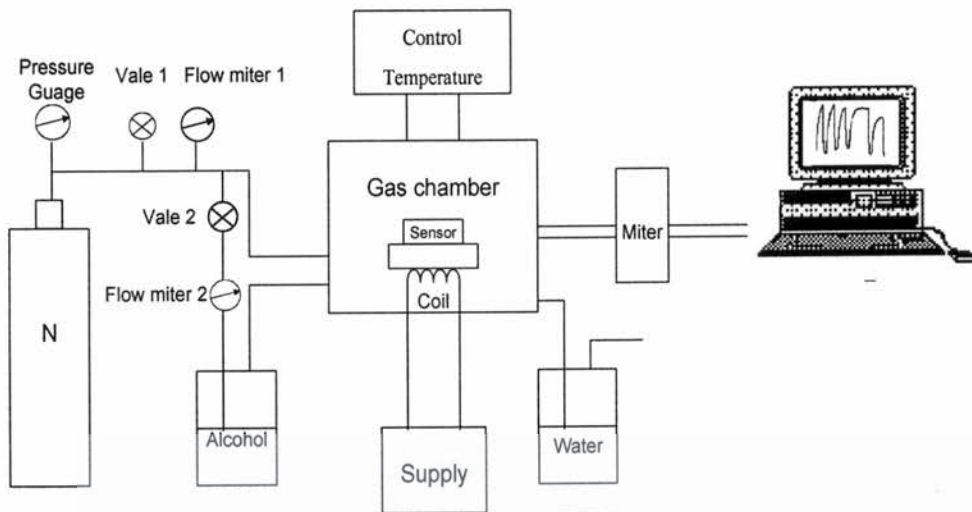 Control
Temperature
Pressure
Guage
Vale 1
Flow miter 1
Gas chamber
Sensor
Vale 2
Miter
Flow miter 2
Coil
N
Alcohol
Water
Supply